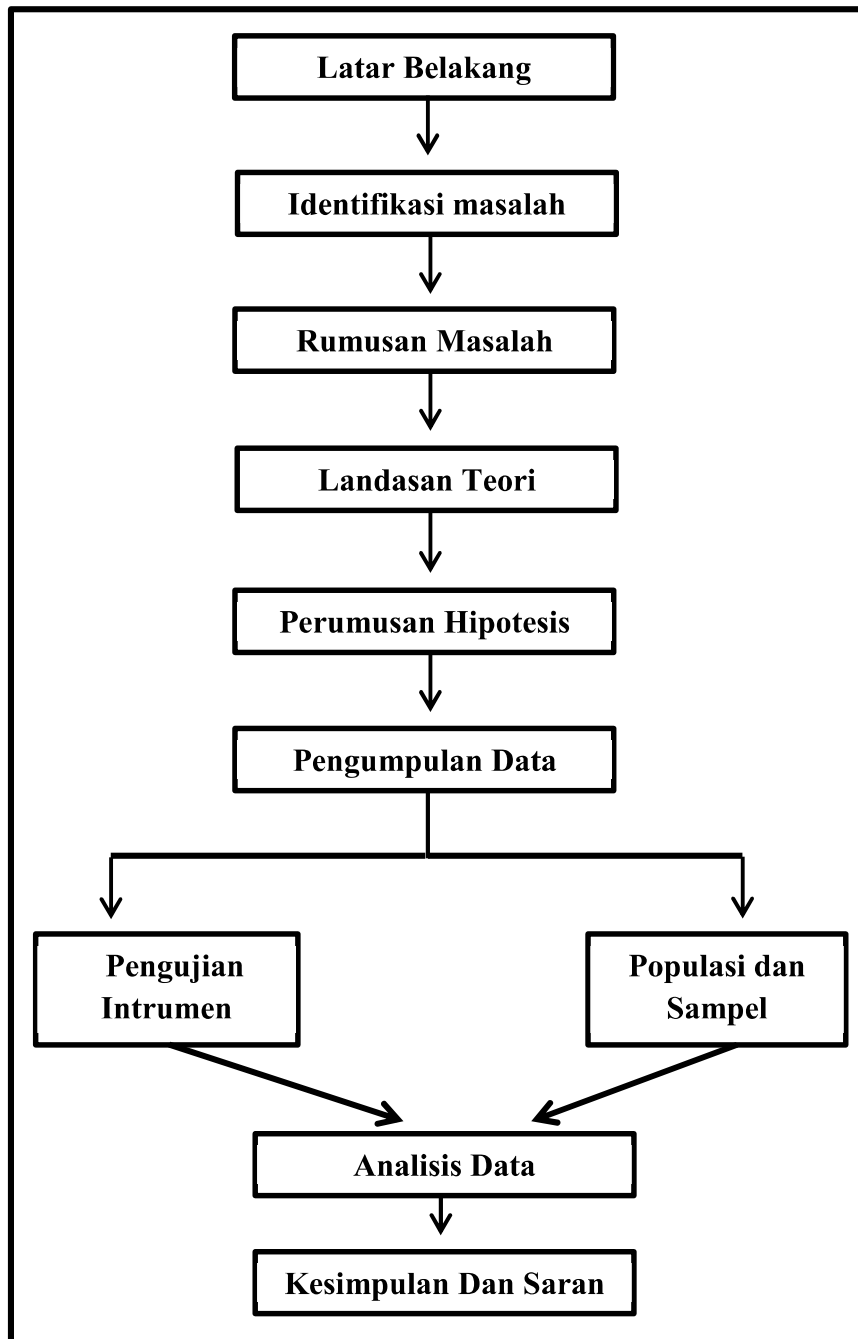 Latar Belakang
Identifikasi masalah
Rumusan Masalah
Landasan Teori
Perumusan Hipotesis
Pengumpulan Data
Pengujian
Intrumen
Populasi dan
Sampel
Analisis Data
Kesimpulan Dan Saran